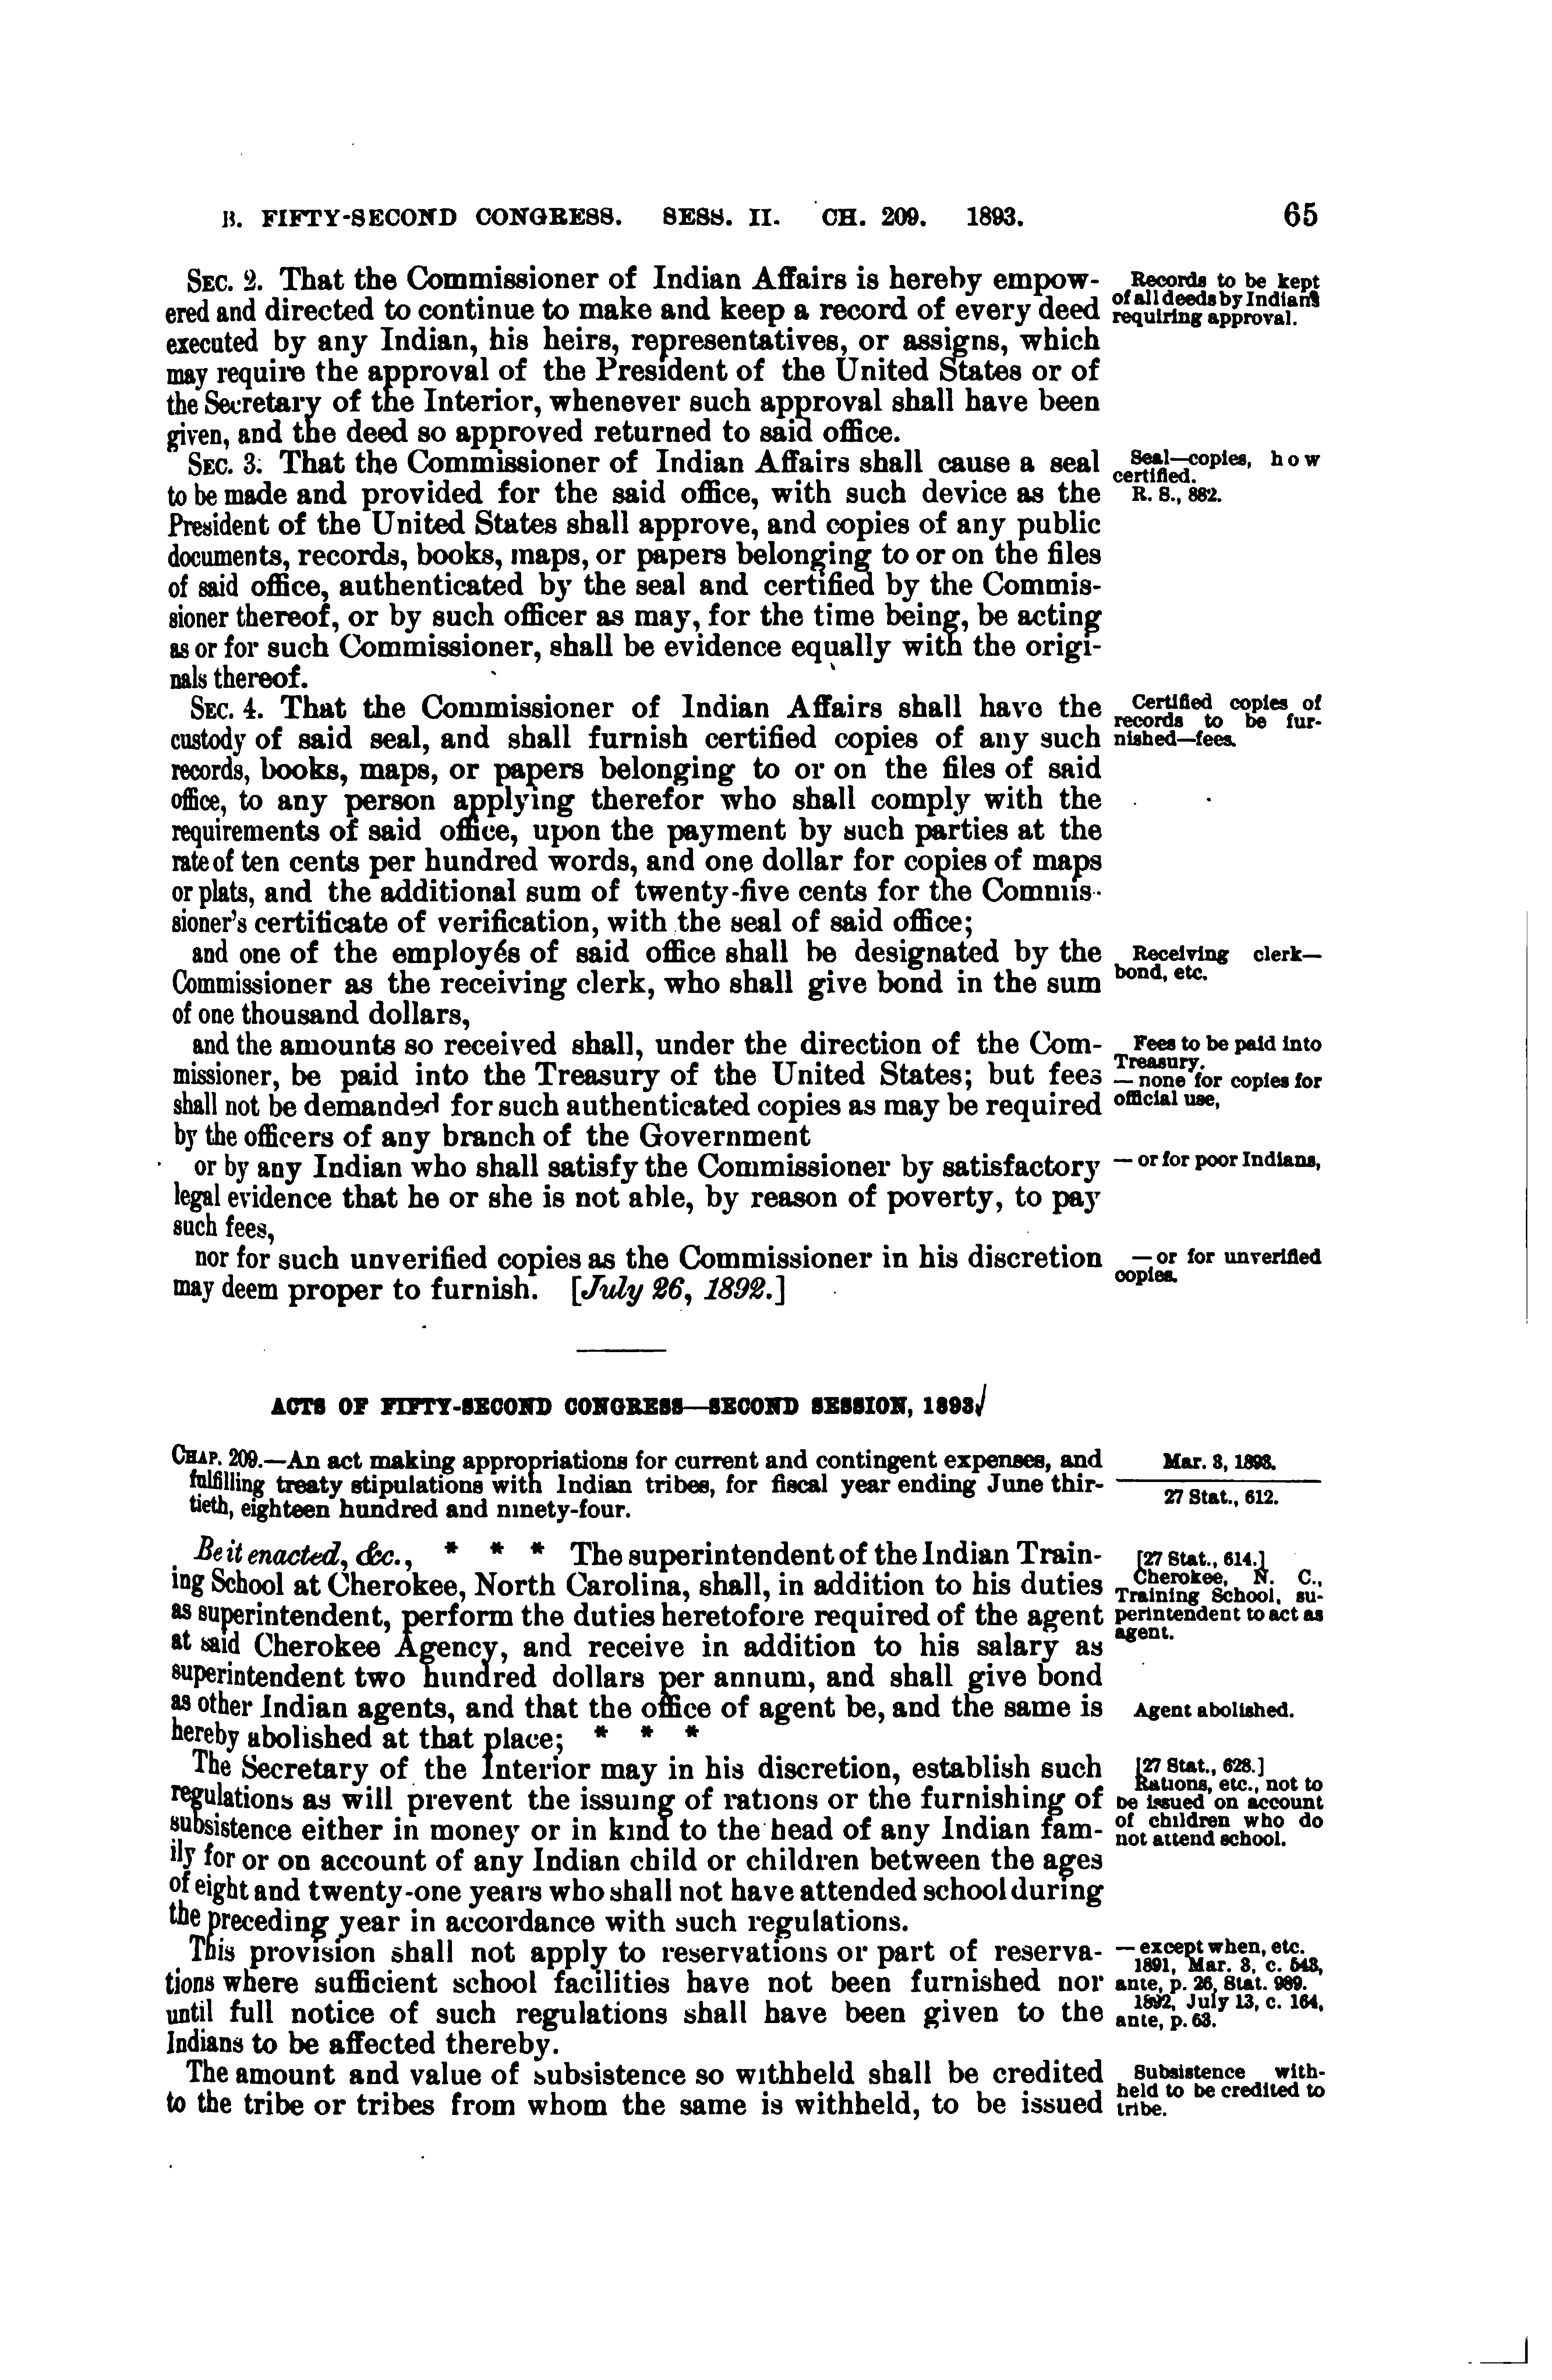 B. FIFTY-SECOND CONGRESS. SESS. II. CH. 209. 1893. 65
SEC. 2. That the Commissioner of Indian Affairs is hereby empow-
ered and directed to continue to make and keep a record of every deed
executed by any Indian, his heirs, representatives, or assigns, which
may require the approval of the President of the United States or of
the Secretary of the Interior, whenever such approval shall have been
given, and the deed so approved returned to said office.
Records to be kept
of all deeds by Indians
requiring approval.
SEC. 3. That the Commissioner of Indian Affairs shall cause a seal
to be made and provided for the said office, with such device as the
President of the United States shall approve, and copies of any public
documents, records, books, maps, or papers belonging to or on the files
of said office, authenticated by the seal and certified by the Commis-
sioner thereof, or by such officer as may, for the time being, be acting
as or for such Commissioner, shall be evidence equally with the origi-
nals thereof.
Seal—copies, how
certified.
R. S., 882.
SEC. 4. That the Commissioner of Indian Affairs shall have the
custody of said seal, and shall furnish certified copies of any such
records, books, maps, or papers belonging to or on the files of said
office, to any person applying therefor who shall comply with the
requirements of said office, upon the payment by such parties at the
rate of ten cents per hundred words, and one dollar for copies of maps
or plats, and the additional sum of twenty-five cents for the Commis-
sioner's certificate of verification, with the seal of said office;
Certified copies of
records to be fur-
nished—fees.
and one of the employés of said office shall be designated by the
Commissioner as the receiving clerk, who shall give bond in the sum
of one thousand dollars,
Receiving clerk—
bond, etc.
and the amounts so received shall, under the direction of the Com-
missioner, be paid into the Treasury of the United States; but fees
shall not be demanded for such authenticated copies as may be required
by the officers of any branch of the Government
Fees to be paid into
Treasury.
— none for copies for
official use,
or by any Indian who shall satisfy the Commissioner by satisfactory
legal evidence that he or she is not able, by reason of poverty, to pay
such fees,
— or for poor Indians,
nor for such unverified copies as the Commissioner in his discretion
may deem proper to furnish. [July 26, 1892.]
— or for unverified
copies.
ACTS OF FIFTY-SECOND CONGRESS—SECOND SESSION, 1893.
CHAP. 209.—An act making appropriations for current and contingent expenses, and
fulfilling treaty stipulations with Indian tribes, for fiscal year ending June thir-
tieth, eighteen hundred and ninety-four.
Mar. 3, 1893.
27 Stat., 612.
Be it enacted, &c., * * * The superintendent of the Indian Train-
ing School at Cherokee, North Carolina, shall, in addition to his duties
as superintendent, perform the duties heretofore required of the agent
at said Cherokee Agency, and receive in addition to his salary as
superintendent two hundred dollars per annum, and shall give bond
as other Indian agents, and that the office of agent be, and the same is
hereby abolished at that place; * * *
[27 Stat., 614.]
Cherokee, N. C.,
Training School, su-
perintendent to act as
agent.
Agent abolished.
The Secretary of the Interior may in his discretion, establish such
regulations as will prevent the issuing of rations or the furnishing of
subsistence either in money or in kind to the head of any Indian fam-
ily for or on account of any Indian child or children between the ages
of eight and twenty-one years who shall not have attended school during
the preceding year in accordance with such regulations.
[27 Stat., 628.]
Rations, etc., not to
be issued on account
of children who do
not attend school.
This provision shall not apply to reservations or part of reserva-
tions where sufficient school facilities have not been furnished nor
until full notice of such regulations shall have been given to the
Indians to be affected thereby.
— except when, etc.
1891, Mar. 3, c. 543,
ante, p. 26, Stat. 989.
1892, July 13, c. 164,
ante, p. 63.
The amount and value of subsistence so withheld shall be credited
to the tribe or tribes from whom the same is withheld, to be issued
Subsistence with-
held to be credited to
tribe.